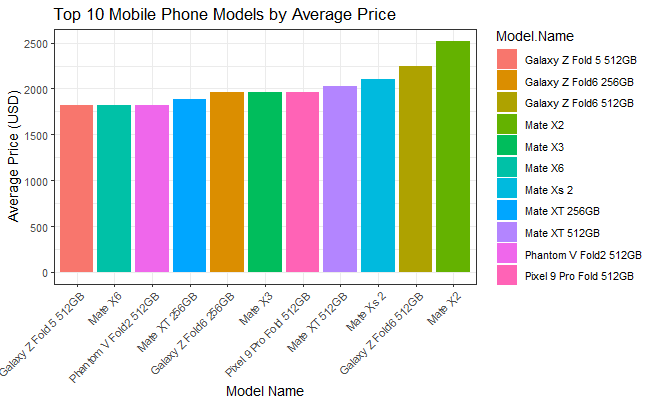 Top 10 Mobile Phone Models by Average Price
Average Price (USD)
2500
2000
1500
1000
500
0
Galaxy Z Fold 5 512GB
Mate X6
Phantom V Fold2 512GB
Mate XT 256GB
Galaxy Z Fold6 256GB
Mate X3
Pixel 9 Pro Fold 512GB
Mate XT 512GB
Mate Xs 2
Galaxy Z Fold6 512GB
Mate X2
Model Name
Model.Name
Galaxy Z Fold 5 512GB
Galaxy Z Fold6 256GB
Galaxy Z Fold6 512GB
Mate X2
Mate X3
Mate X6
Mate Xs 2
Mate XT 256GB
Mate XT 512GB
Phantom V Fold2 512GB
Pixel 9 Pro Fold 512GB